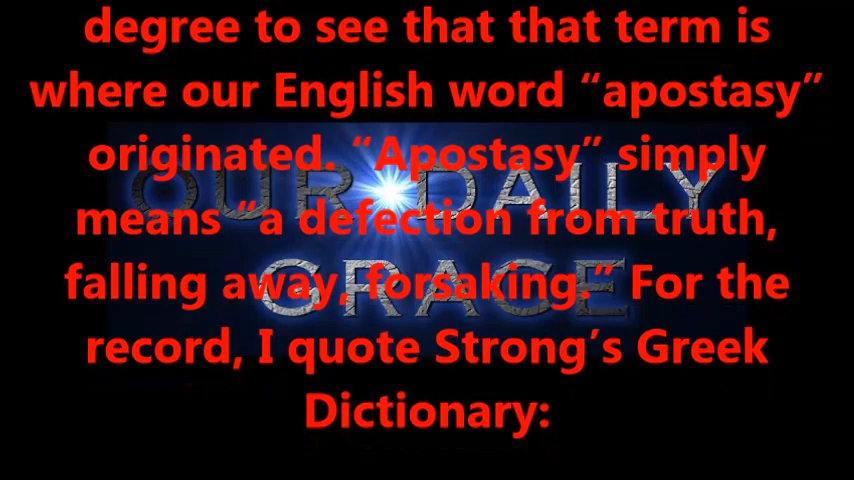 degree to see that that term is
where our English word “apostasy”
originated. “Apostasy” simply
means “a defection from truth,
falling away, forsaking.” For the
record, I quote Strong’s Greek
Dictionary:
OUR DAILY
GRACE